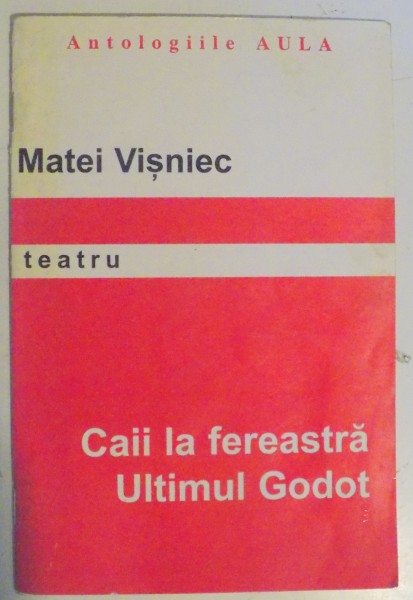 Antologiile AULA
Matei Vișniec
teatru
Caii la fereastră
Ultimul Godot